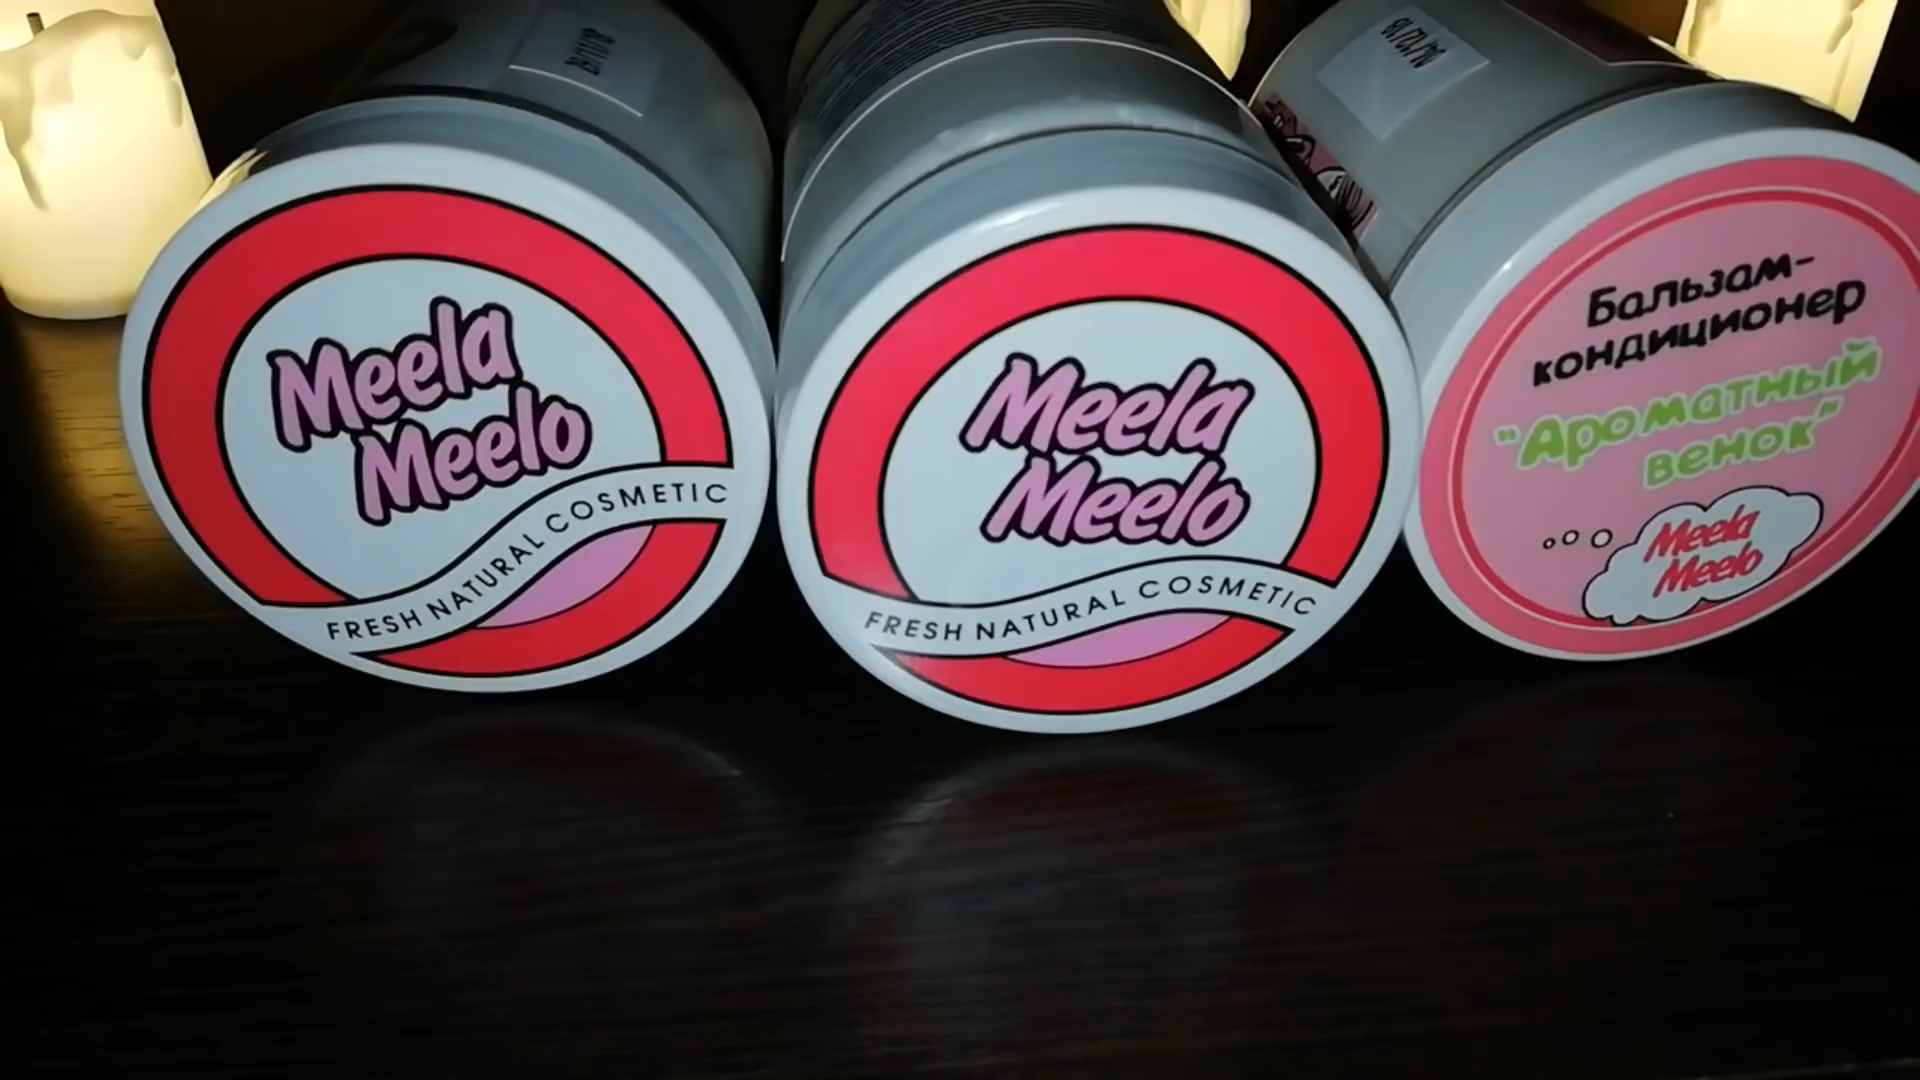 Meela
Meelo
FRESH NATURAL COSMETIC
Meela
Meelo
FRESH NATURAL COSMETIC
Бальзам-
кондиционер
"Ароматный
венок"
Meela
Meelo